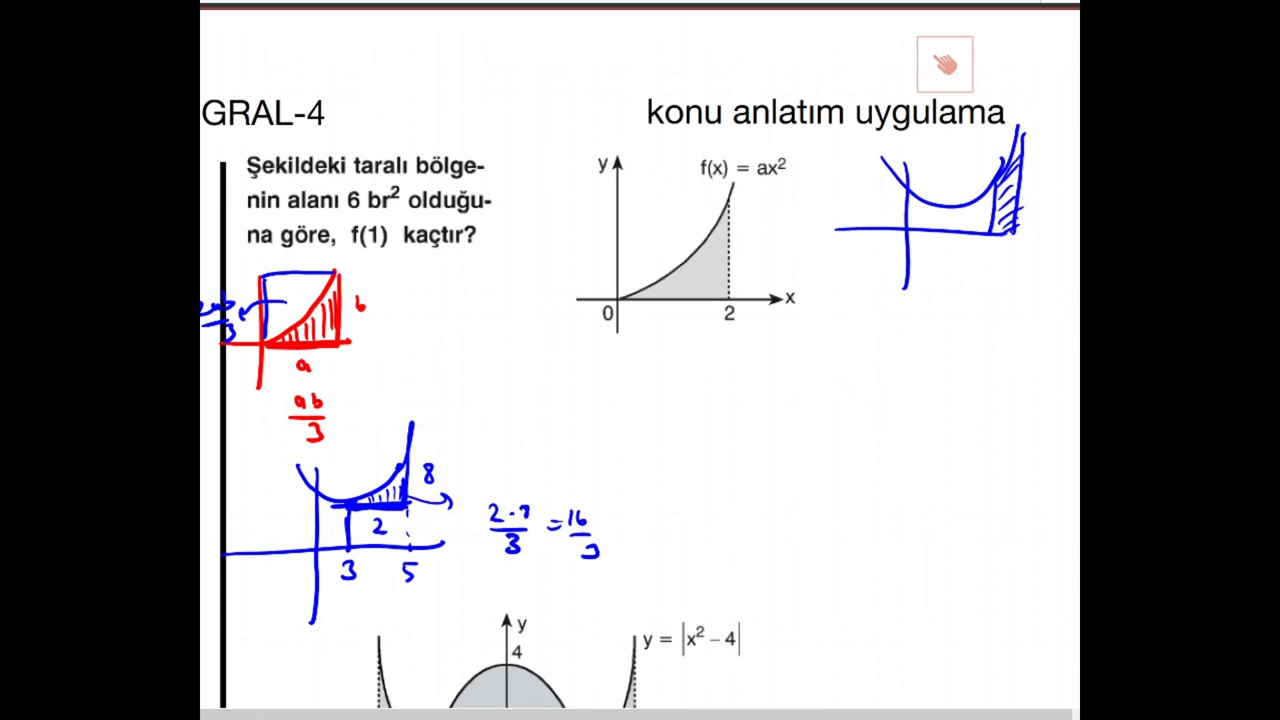 GRAL-4
konu anlatım uygulama
Şekildeki taralı bölge-
nin alanı 6 br² olduğu-
na göre, f(1) kaçtır?
y
f(x) = ax²
0
2
x
b
3
a
ab
3
8
2
3
5
2 · 8
3
= 16
3
y
4
y = |x² – 4|